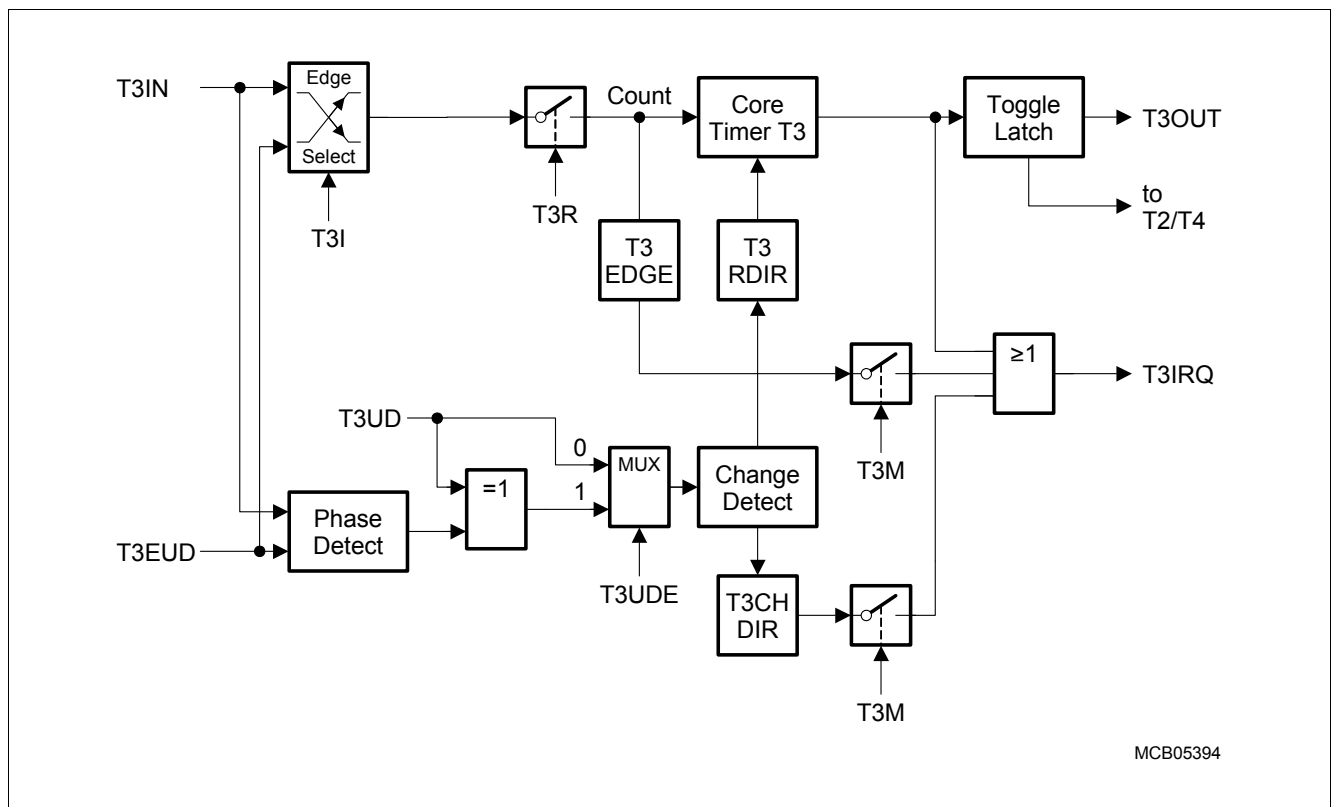 T3IN
Edge
Select
T3I
T3R
Count
Core
Timer T3
Toggle
Latch
T3OUT
to
T2/T4
T3
EDGE
T3
RDIR
≥1
T3IRQ
T3M
T3UD
0
1
MUX
=1
Change
Detect
Phase
Detect
T3EUD
T3UDE
T3CH
DIR
T3M
MCB05394